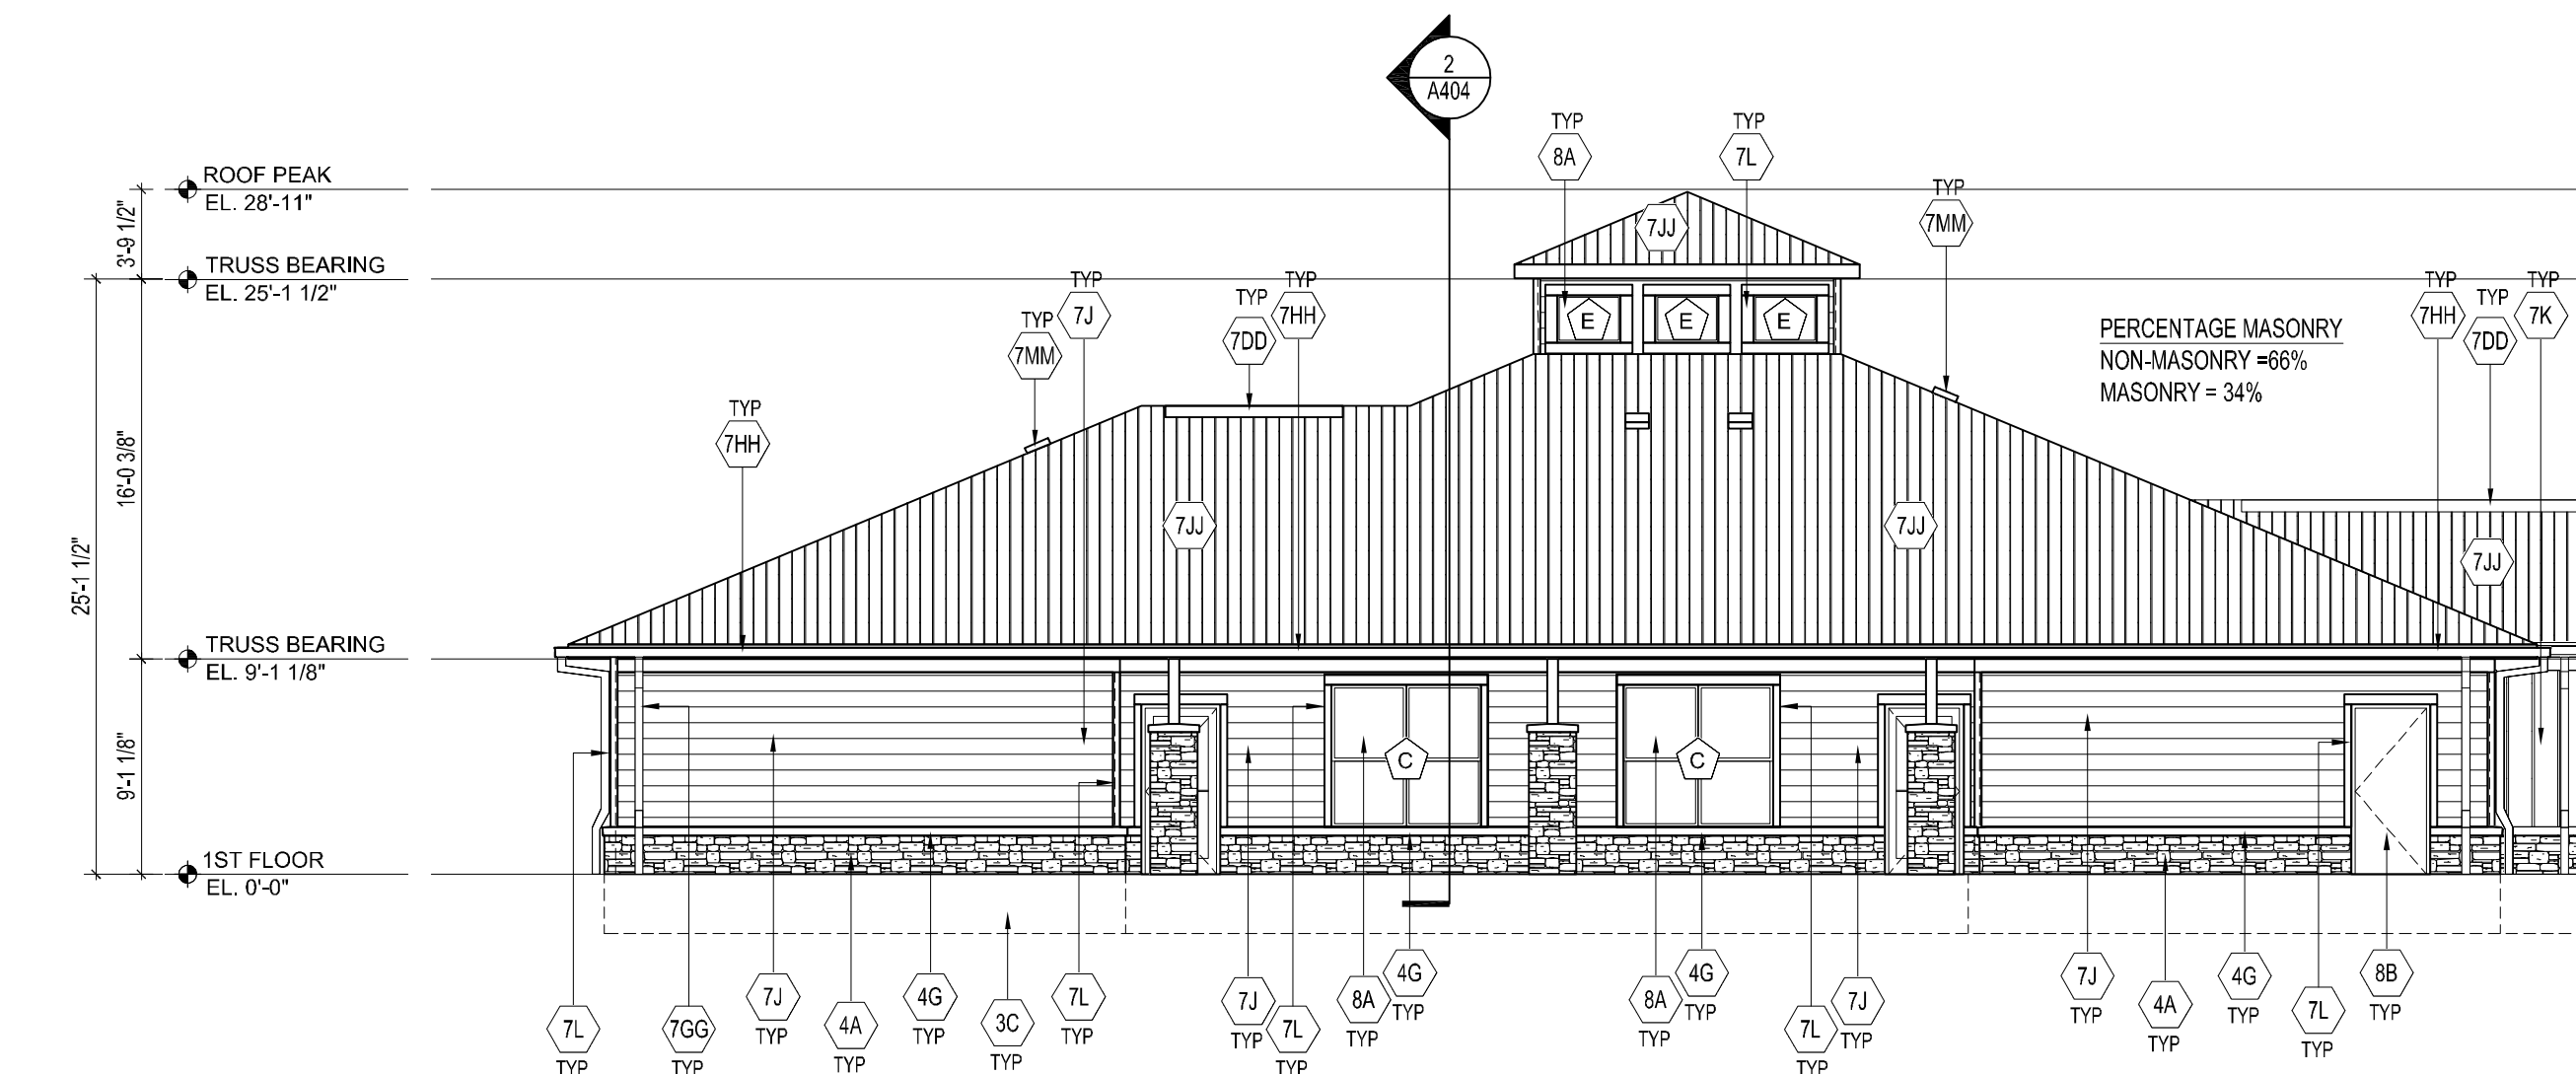 2
A404
TYP
8A
TYP
7L
ROOF PEAK
EL. 28'-11"
3'-9 1/2"
TYP
7MM
7JJ
TRUSS BEARING
EL. 25'-1 1/2"
TYP
7J
TYP
7HH
TYP
7DD
TYP
7MM
E
E
E
PERCENTAGE MASONRY
NON-MASONRY =66%
MASONRY = 34%
TYP
7HH
TYP
7DD
TYP
7K
TYP
7HH
16'-0 3/8"
25'-1 1/2"
7JJ
7JJ
7JJ
TRUSS BEARING
EL. 9'-1 1/8"
9'-1 1/8"
C
C
1ST FLOOR
EL. 0'-0"
7L
TYP
7GG
TYP
7J
TYP
4A
TYP
4G
TYP
3C
TYP
7L
TYP
7J
TYP
7L
TYP
8A
TYP
4G
TYP
8A
TYP
4G
TYP
7L
TYP
7J
TYP
7J
TYP
4A
TYP
4G
TYP
7L
TYP
8B
TYP